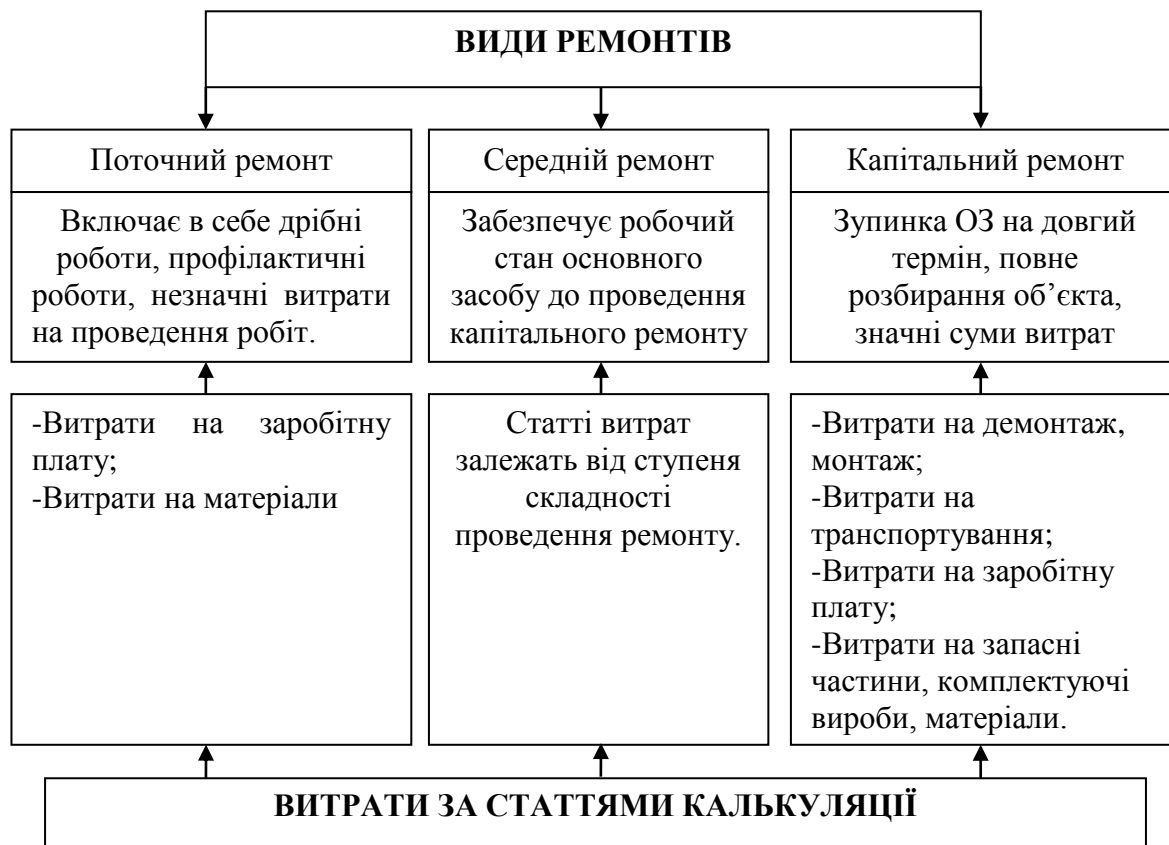 ВИДИ РЕМОНТІВ
Поточний ремонт
Включає в себе дрібні
роботи, профілактичні
роботи, незначні витрати
на проведення робіт.
Середній ремонт
Забезпечує робочий
стан основного
засобу до проведення
капітального ремонту
Капітальний ремонт
Зупинка ОЗ на довгий
термін, повне
розбирання об’єкта,
значні суми витрат
-Витрати на заробітну
плату;
-Витрати на матеріали
Статті витрат
залежать від ступеня
складності
проведення ремонту.
-Витрати на демонтаж,
монтаж;
-Витрати на
транспортування;
-Витрати на заробітну
плату;
-Витрати на запасні
частини, комплектуючі
вироби, матеріали.
ВИТРАТИ ЗА СТАТТЯМИ КАЛЬКУЛЯЦІЇ